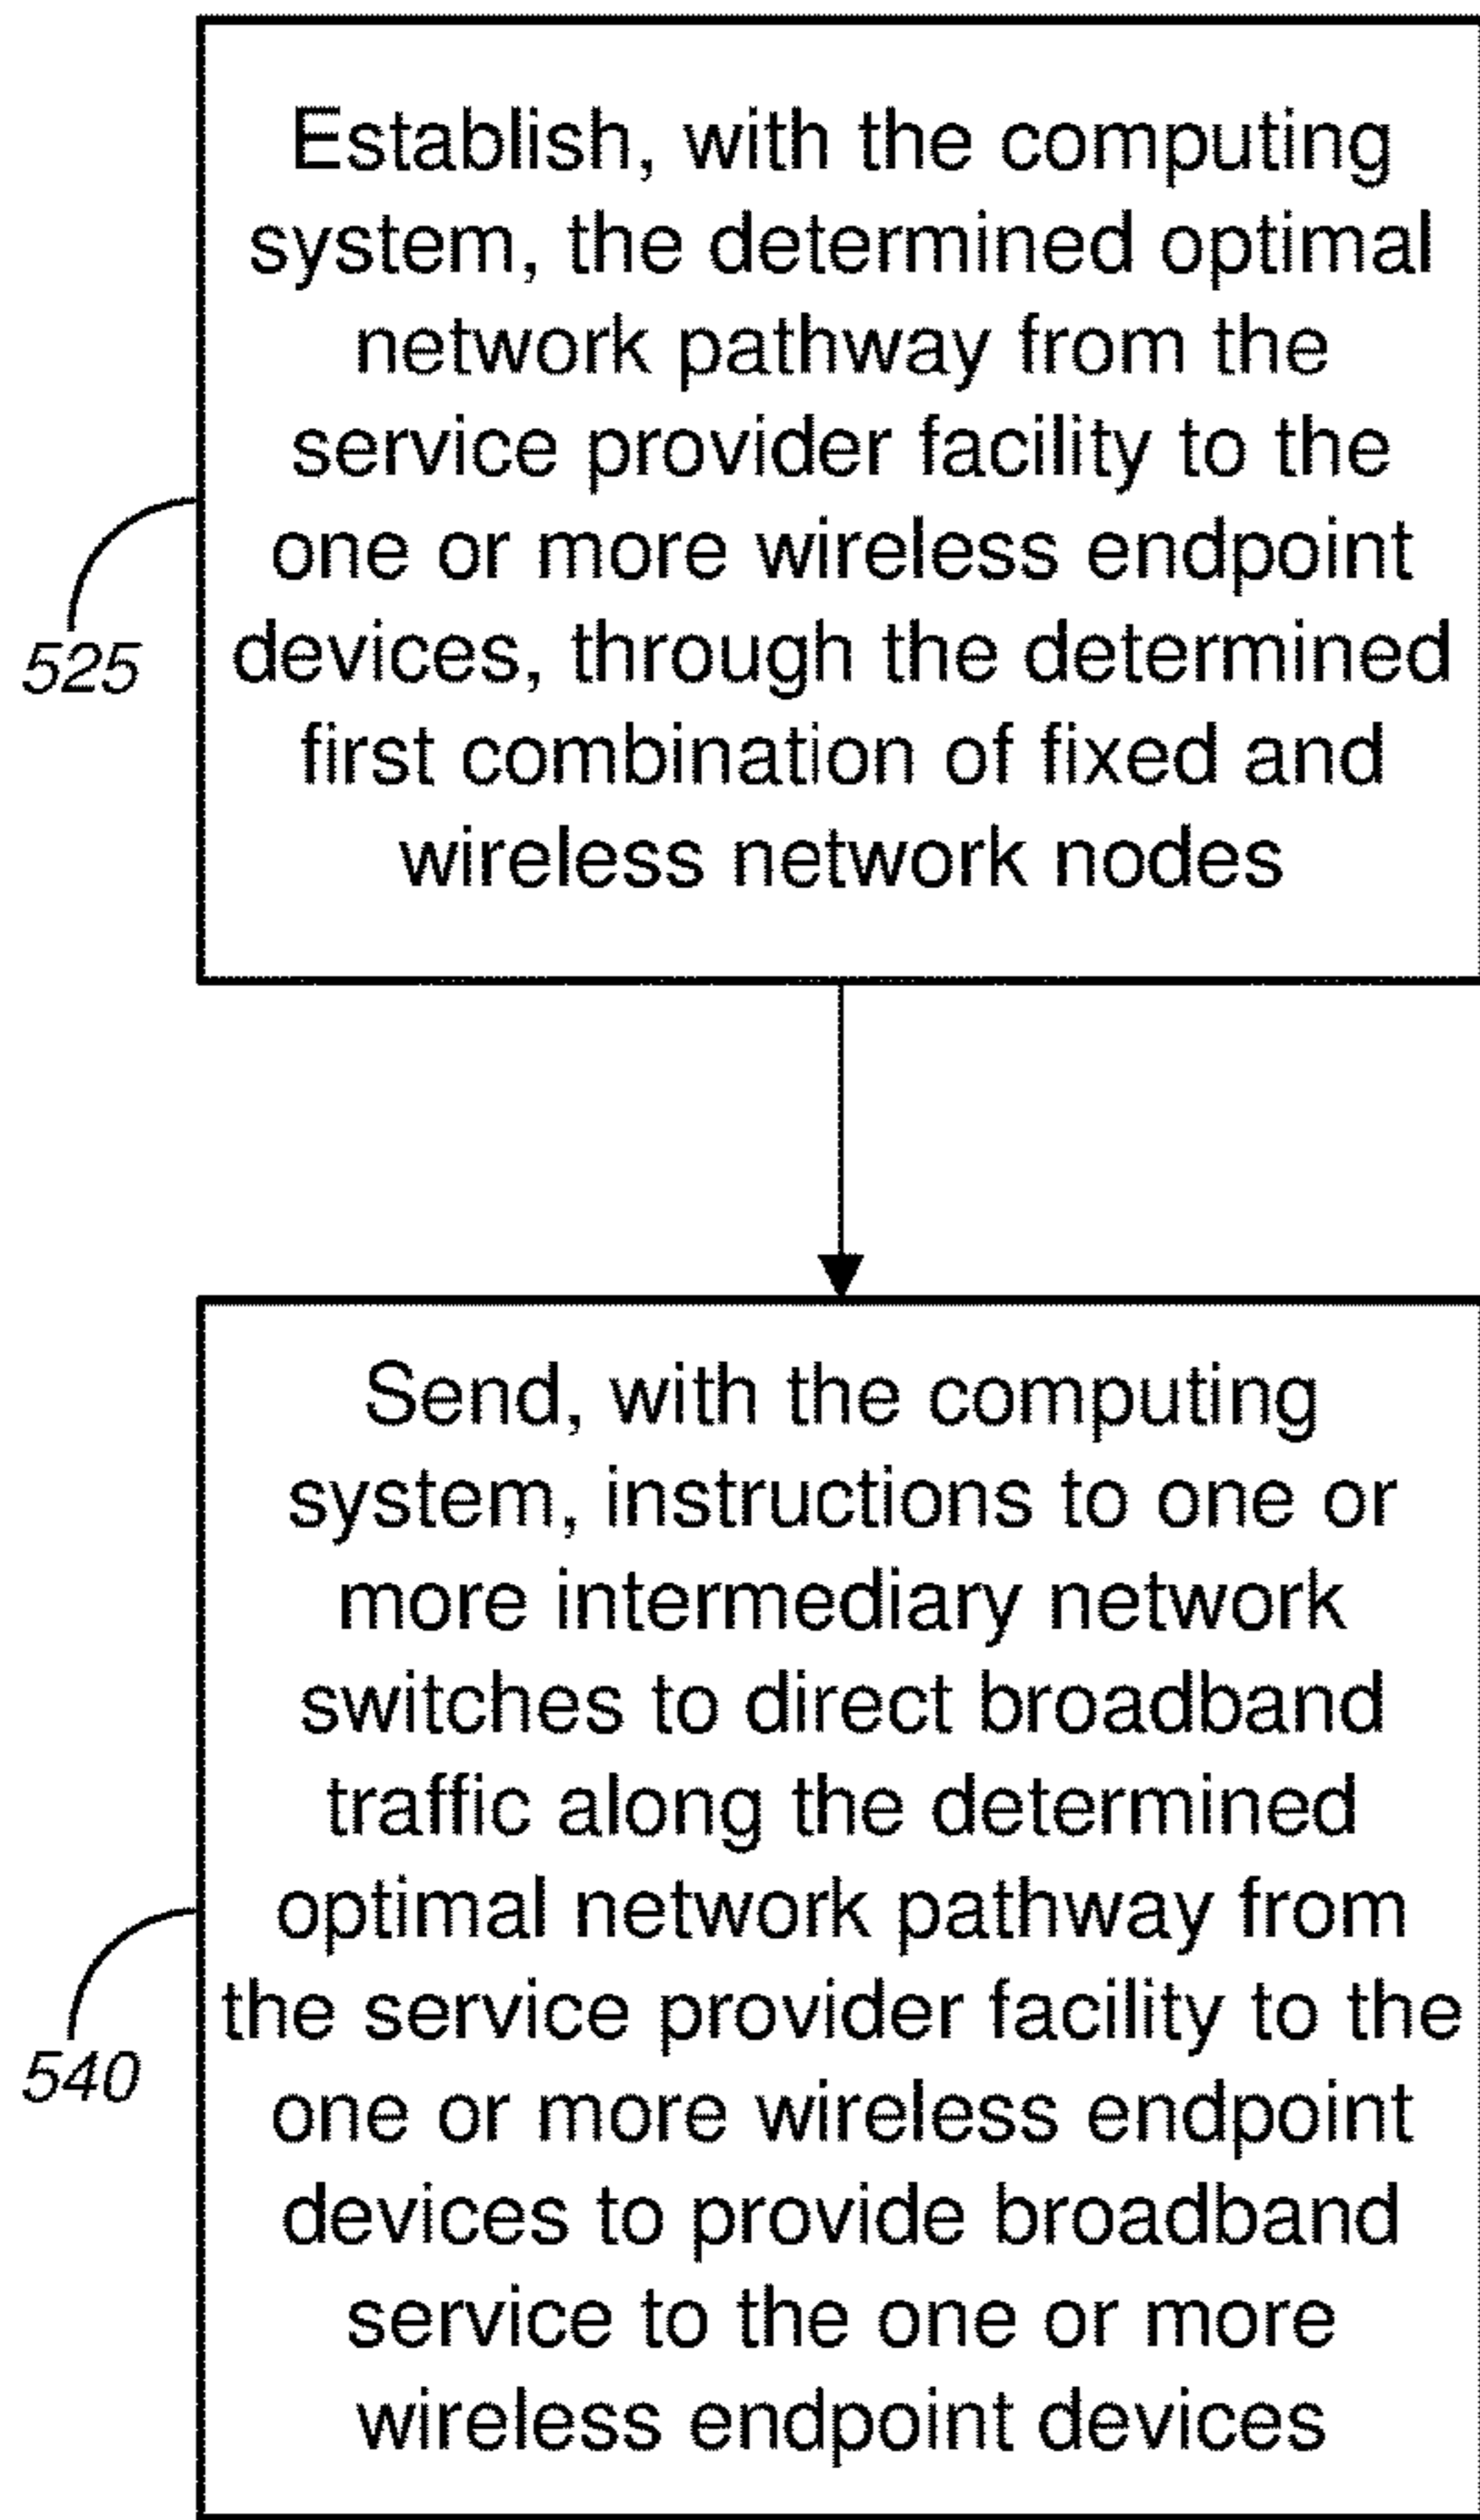 Establish, with the computing
system, the determined optimal
network pathway from the
service provider facility to the
one or more wireless endpoint
devices, through the determined
first combination of fixed and
wireless network nodes
525
Send, with the computing
system, instructions to one or
more intermediary network
switches to direct broadband
traffic along the determined
optimal network pathway from
the service provider facility to the
one or more wireless endpoint
devices to provide broadband
service to the one or more
wireless endpoint devices
540